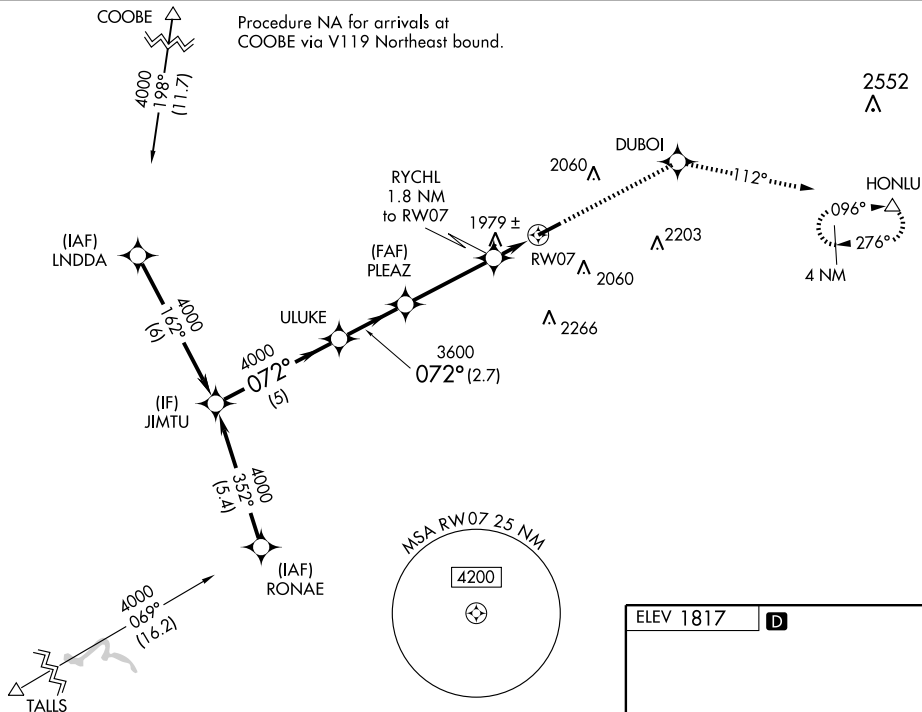 COOBE
Procedure NA for arrivals at
COOBE via V119 Northeast bound.
4000
198°
(11.7)
2552
DUBOI
2060
112°
HONLU
096°
276°
4 NM
RYCHL
1.8 NM
to RW07
1979 ±
RW07
2203
2060
2266
(FAF)
PLEAZ
(IAF)
LNDDA
ULUKE
4000
162°
(6)
4000
072°
(5)
3600
072° (2.7)
(IF)
JIMTU
4000
352°
(5.4)
(IAF)
RONAE
MSA RW07 25 NM
4200
4000
069°
(16.2)
TALLS
ELEV 1817 D